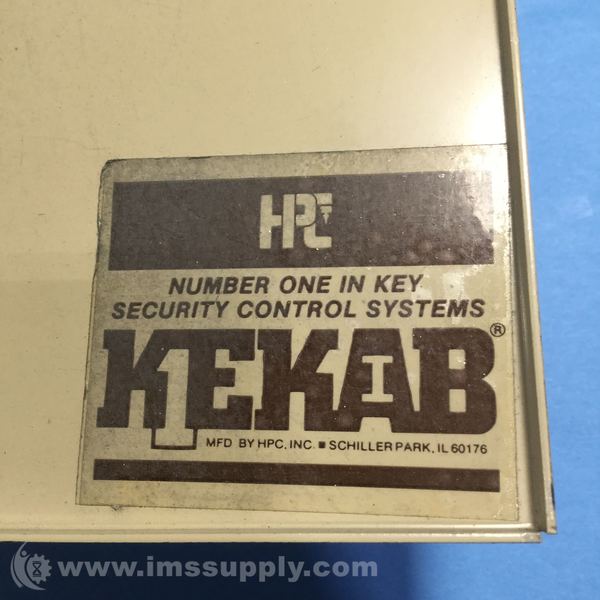 HPC
NUMBER ONE IN KEY
SECURITY CONTROL SYSTEMS
KEKAB®
MFD BY HPC, INC. ■ SCHILLER PARK, IL 60176
www.imssupply.com